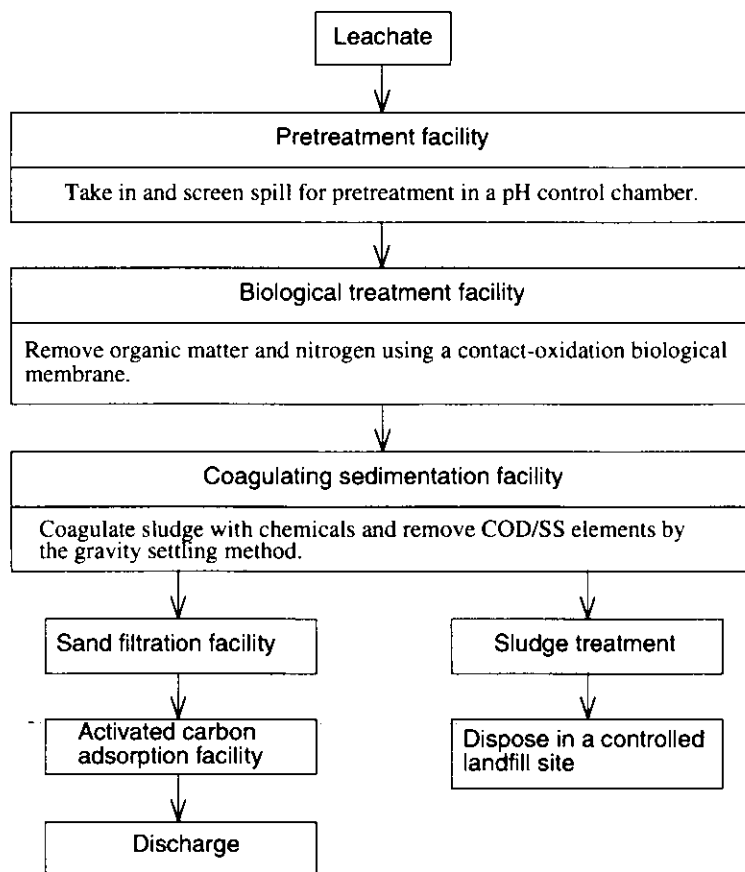 Leachate
Pretreatment facility
Take in and screen spill for pretreatment in a pH control chamber.
Biological treatment facility
Remove organic matter and nitrogen using a contact-oxidation biological
membrane.
Coagulating sedimentation facility
Coagulate sludge with chemicals and remove COD/SS elements by
the gravity settling method.
Sand filtration facility
Sludge treatment
Activated carbon
adsorption facility
Dispose in a controlled
landfill site
Discharge